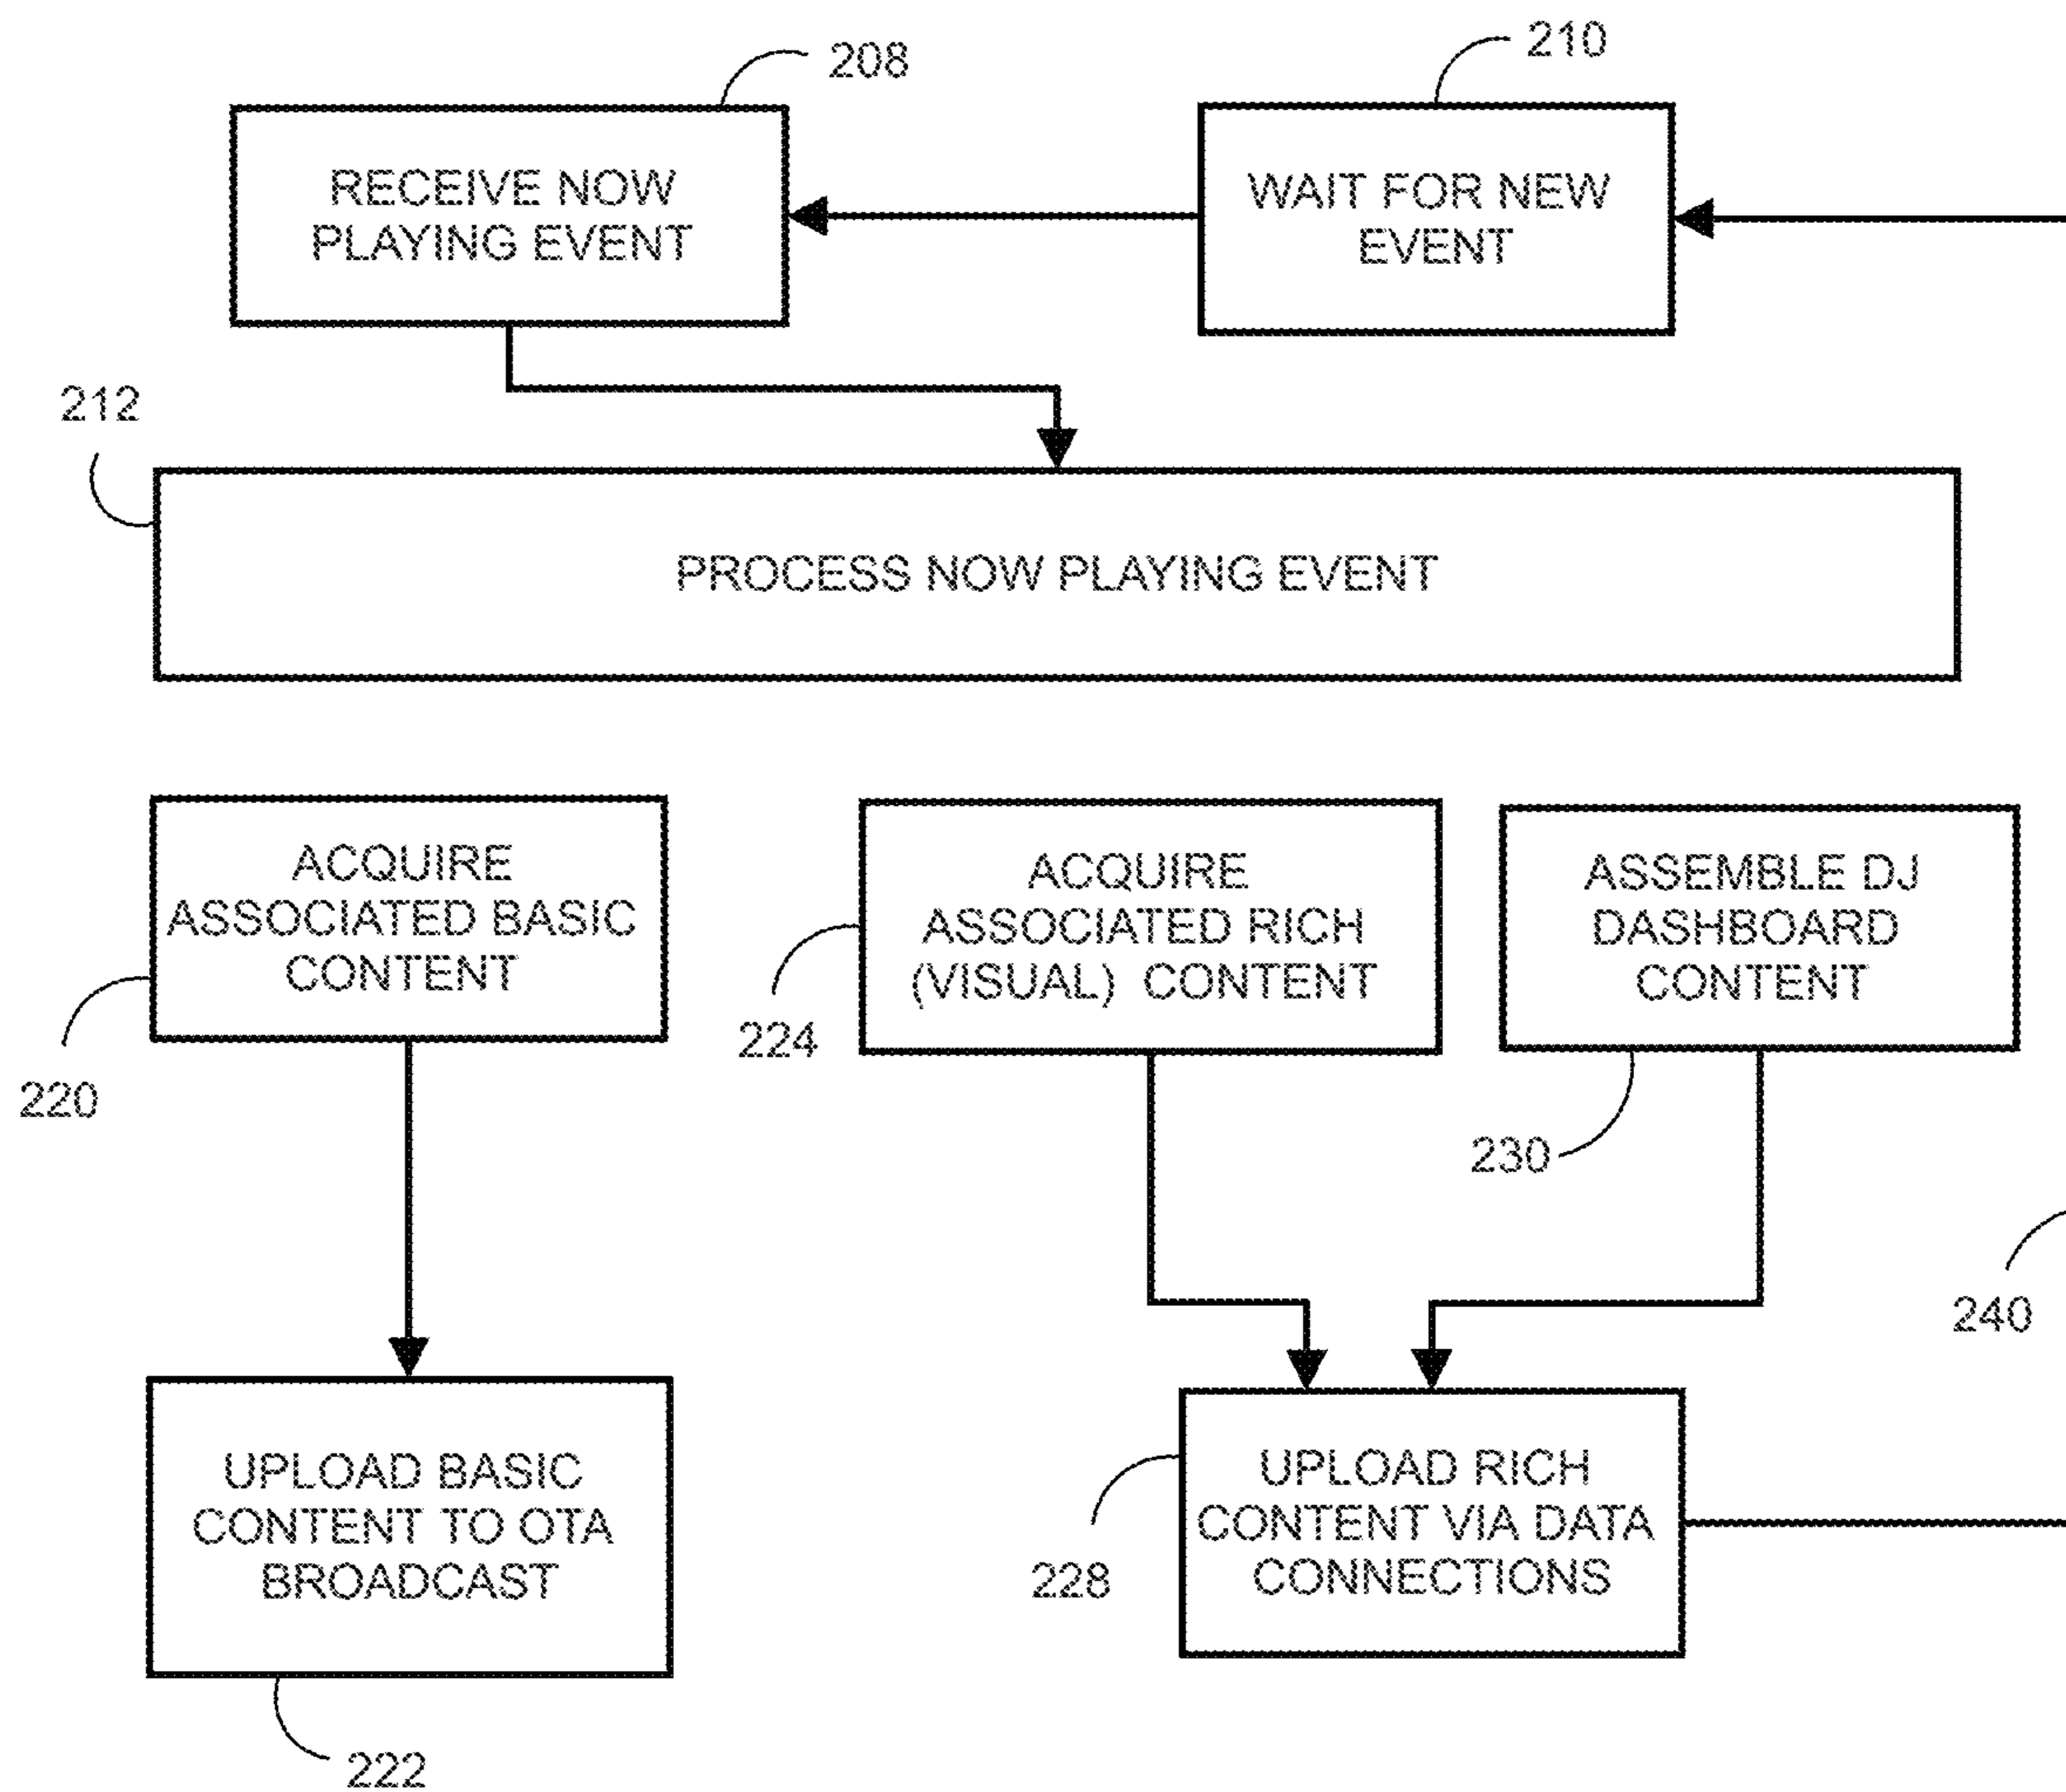 208
210
RECEIVE NOW
PLAYING EVENT
WAIT FOR NEW
EVENT
212
PROCESS NOW PLAYING EVENT
ACQUIRE
ASSOCIATED BASIC
CONTENT
ACQUIRE
ASSOCIATED RICH
(VISUAL) CONTENT
ASSEMBLE DJ
DASHBOARD
CONTENT
220
224
230
240
UPLOAD BASIC
CONTENT TO OTA
BROADCAST
UPLOAD RICH
CONTENT VIA DATA
CONNECTIONS
228
222